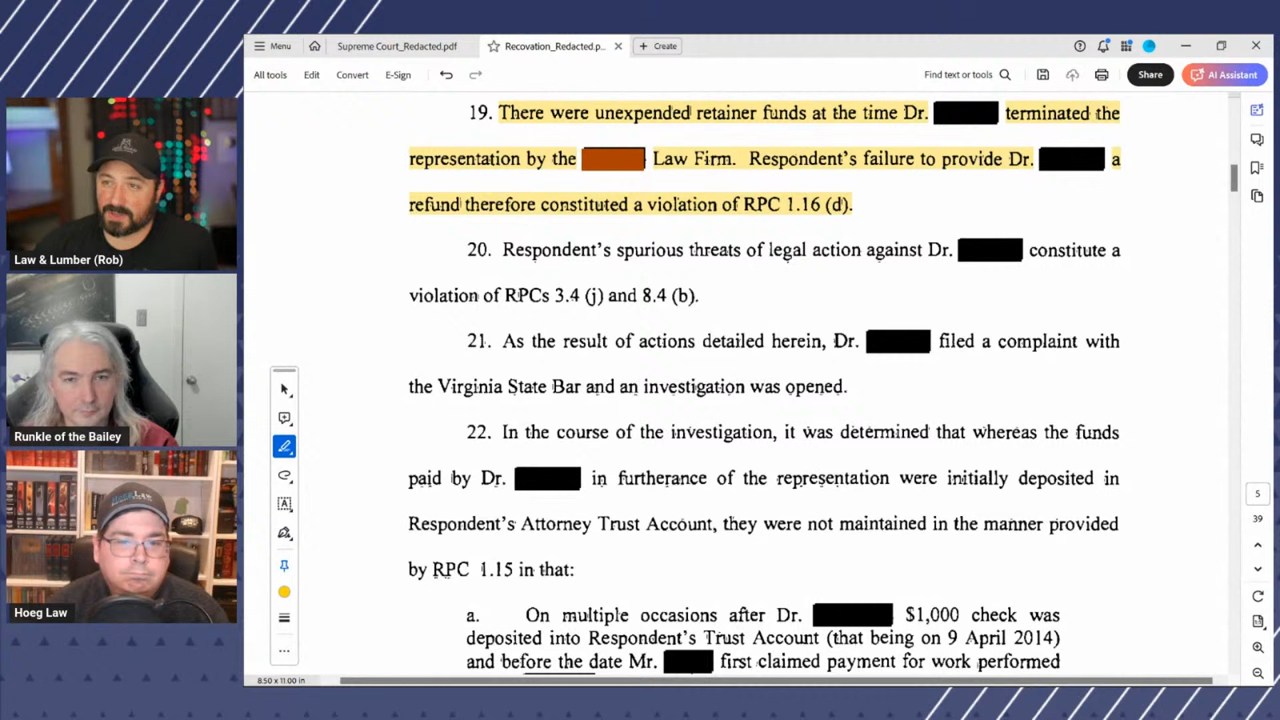 Menu
Supreme Court_Redacted.pdf
Recovation_Redacted.p...
Create
All tools
Edit
Convert
E-Sign
Find text or tools
Share
AI Assistant
19. There were unexpended retainer funds at the time Dr. terminated the
representation by the Law Firm. Respondent's failure to provide Dr. a
refund therefore constituted a violation of RPC 1.16 (d).
20. Respondent's spurious threats of legal action against Dr. constitute a
violation of RPCs 3.4 (j) and 8.4 (b).
21. As the result of actions detailed herein, Dr. filed a complaint with
the Virginia State Bar and an investigation was opened.
22. In the course of the investigation, it was determined that whereas the funds
paid by Dr. in furtherance of the representation were initially deposited in
Respondent's Attorney Trust Account, they were not maintained in the manner provided
by RPC 1.15 in that:
a. On multiple occasions after Dr. $1,000 check was
deposited into Respondent's Trust Account (that being on 9 April 2014)
and before the date Mr. first claimed payment for work performed
8.50 x 11.00 in
5
39
Law & Lumber (Rob)
Runkle of the Bailey
Hoeg Law